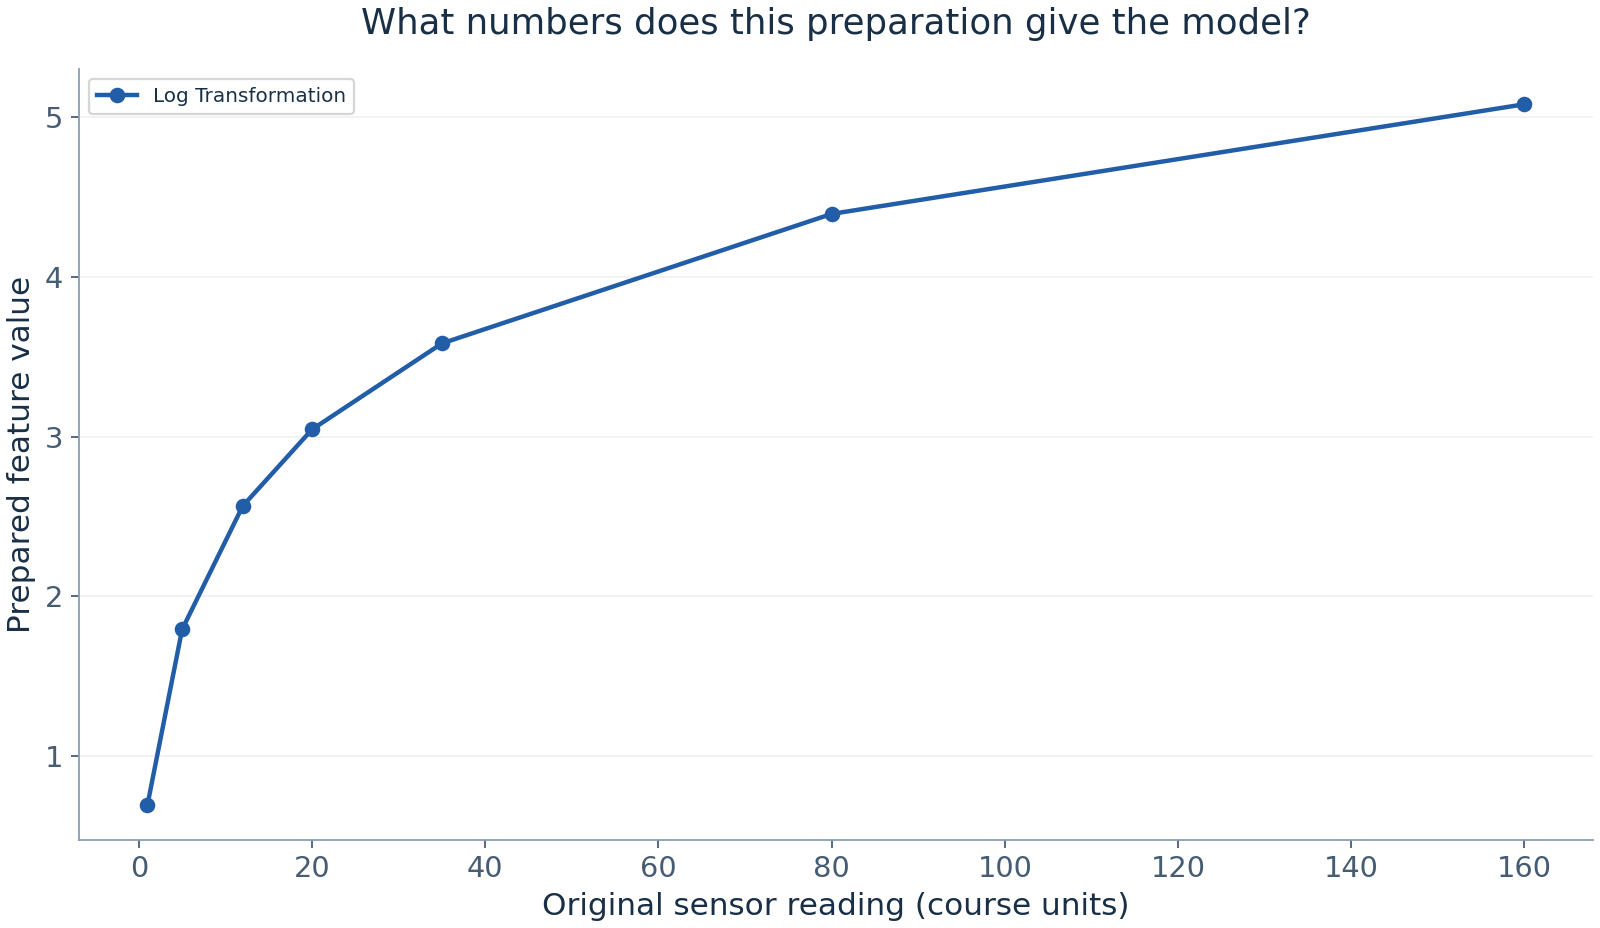 What numbers does this preparation give the model?
Log Transformation
Prepared feature value
5
4
3
2
1
0 20 40 60 80 100 120 140 160
Original sensor reading (course units)